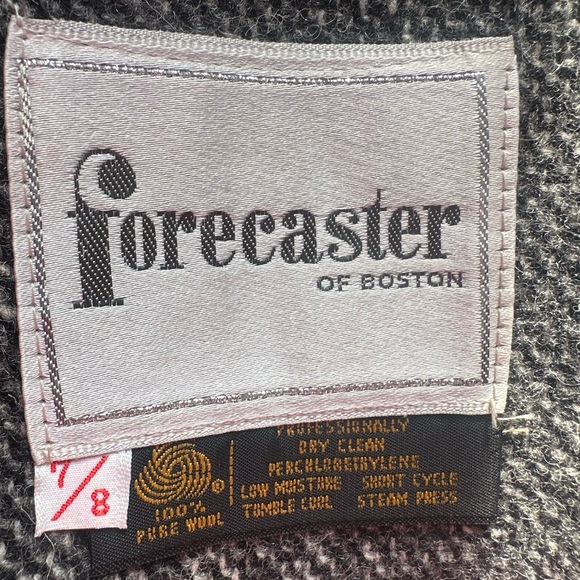 forecaster
OF BOSTON
7/8
100%
PURE WOOL
PROFESSIONALLY
DRY CLEAN
PERCHLORETHYLENE
LOW MOISTURE SHORT CYCLE
TUMBLE COOL STEAM PRESS